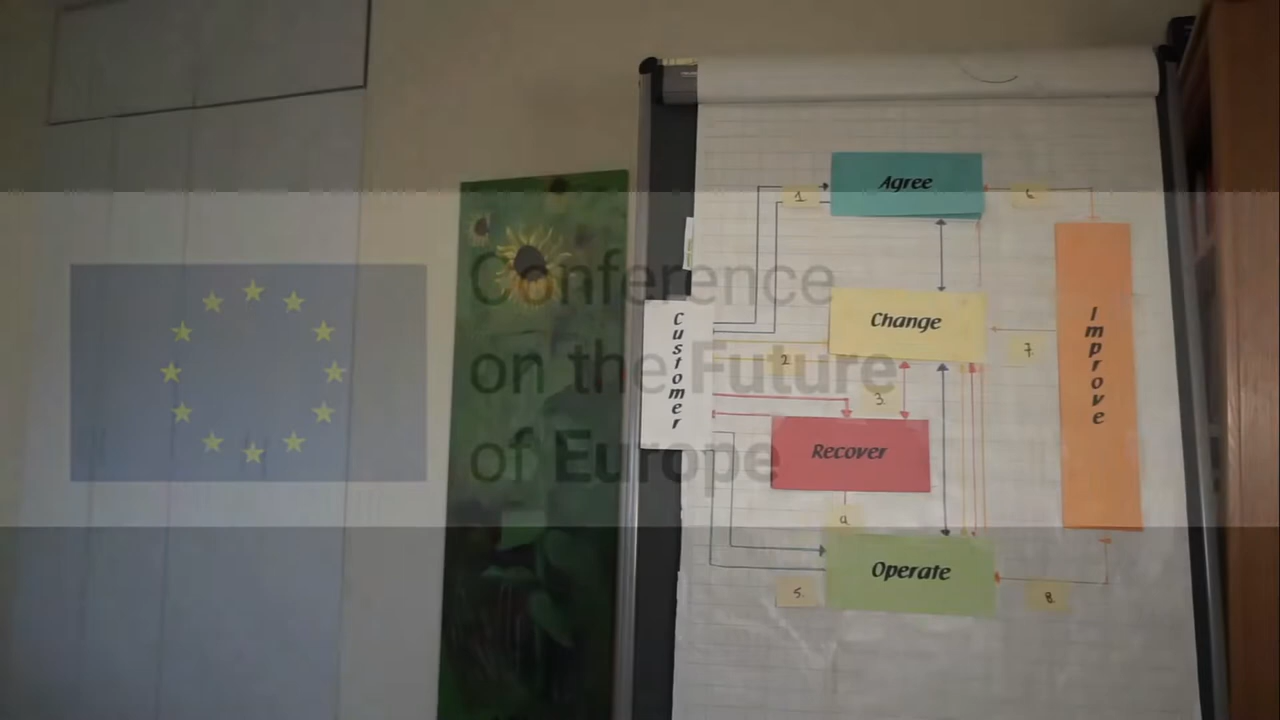 Agree
1
6
Conference
on the Future
of Europe
Customer
Change
2
7.
3.
Improve
Recover
4
Operate
5.
8.